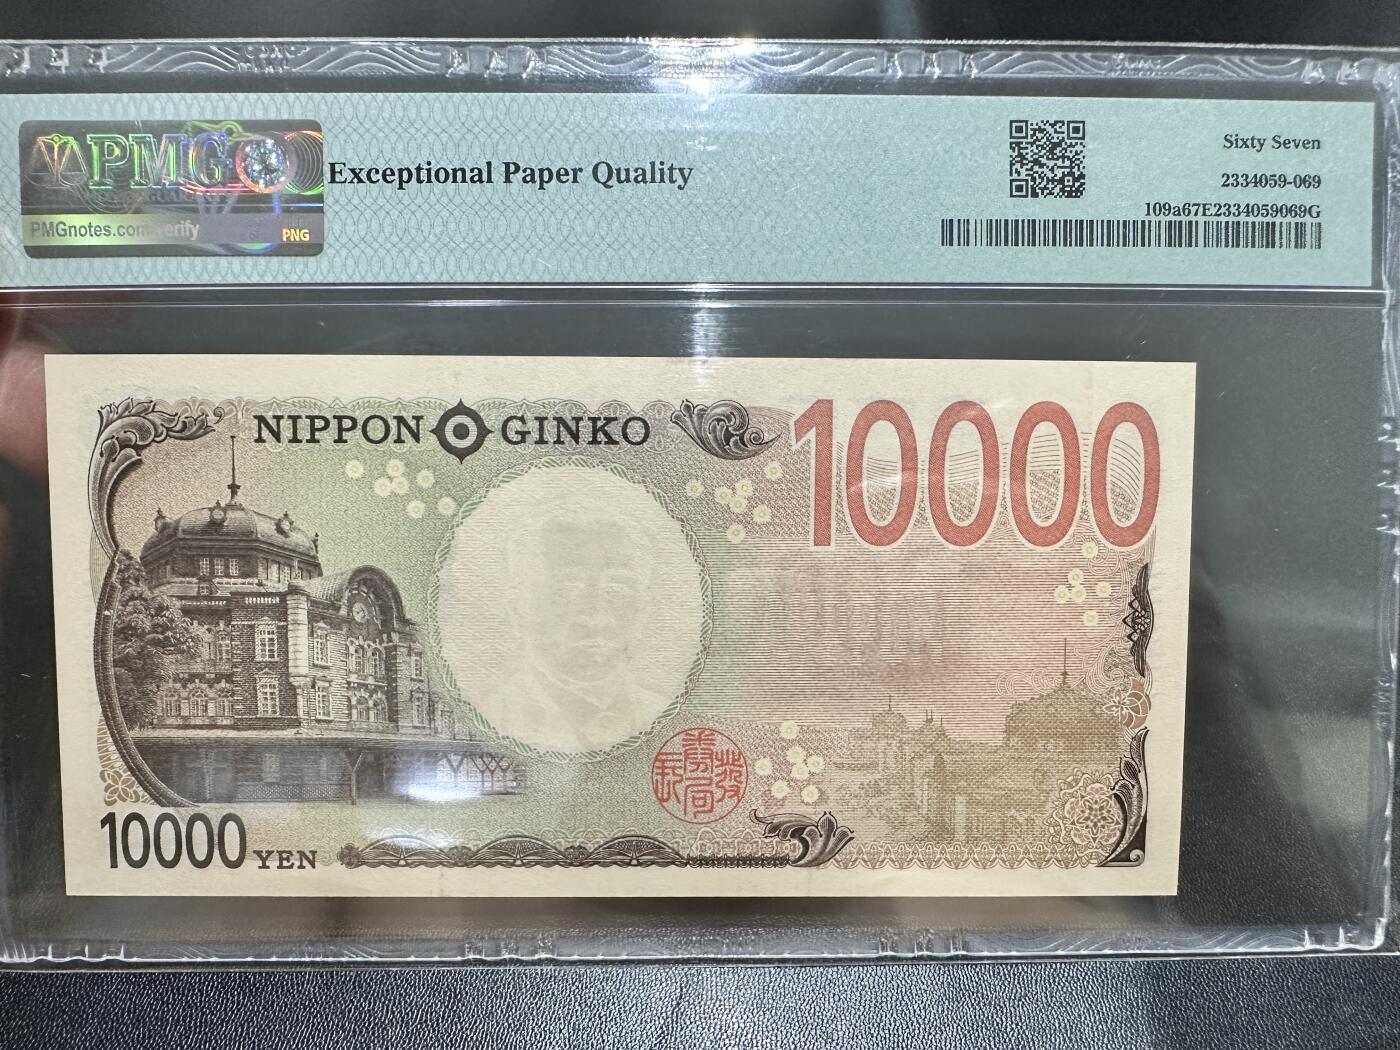 PMG
PMGnotes.com/verify
PNG
Exceptional Paper Quality
Sixty Seven
2334059-069
109a67E2334059069G
NIPPON GINKO
10000
10000 YEN